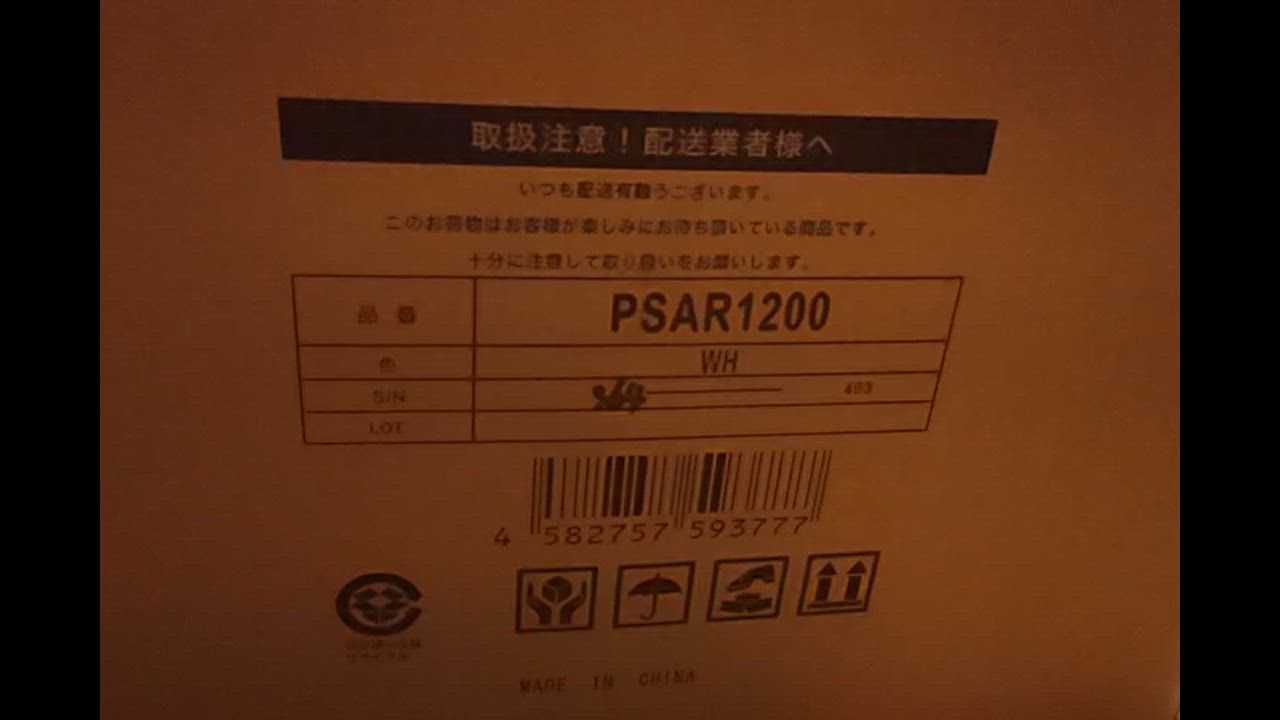 取扱注意！配送業者様へ
いつも配送有難うございます。
このお荷物はお客様が楽しみにお待ち頂いている商品です。
十分に注意して取り扱いをお願いします。
品 番 PSAR1200
色 WH
S/N 493
LOT
4 582757 593777
MADE IN CHINA